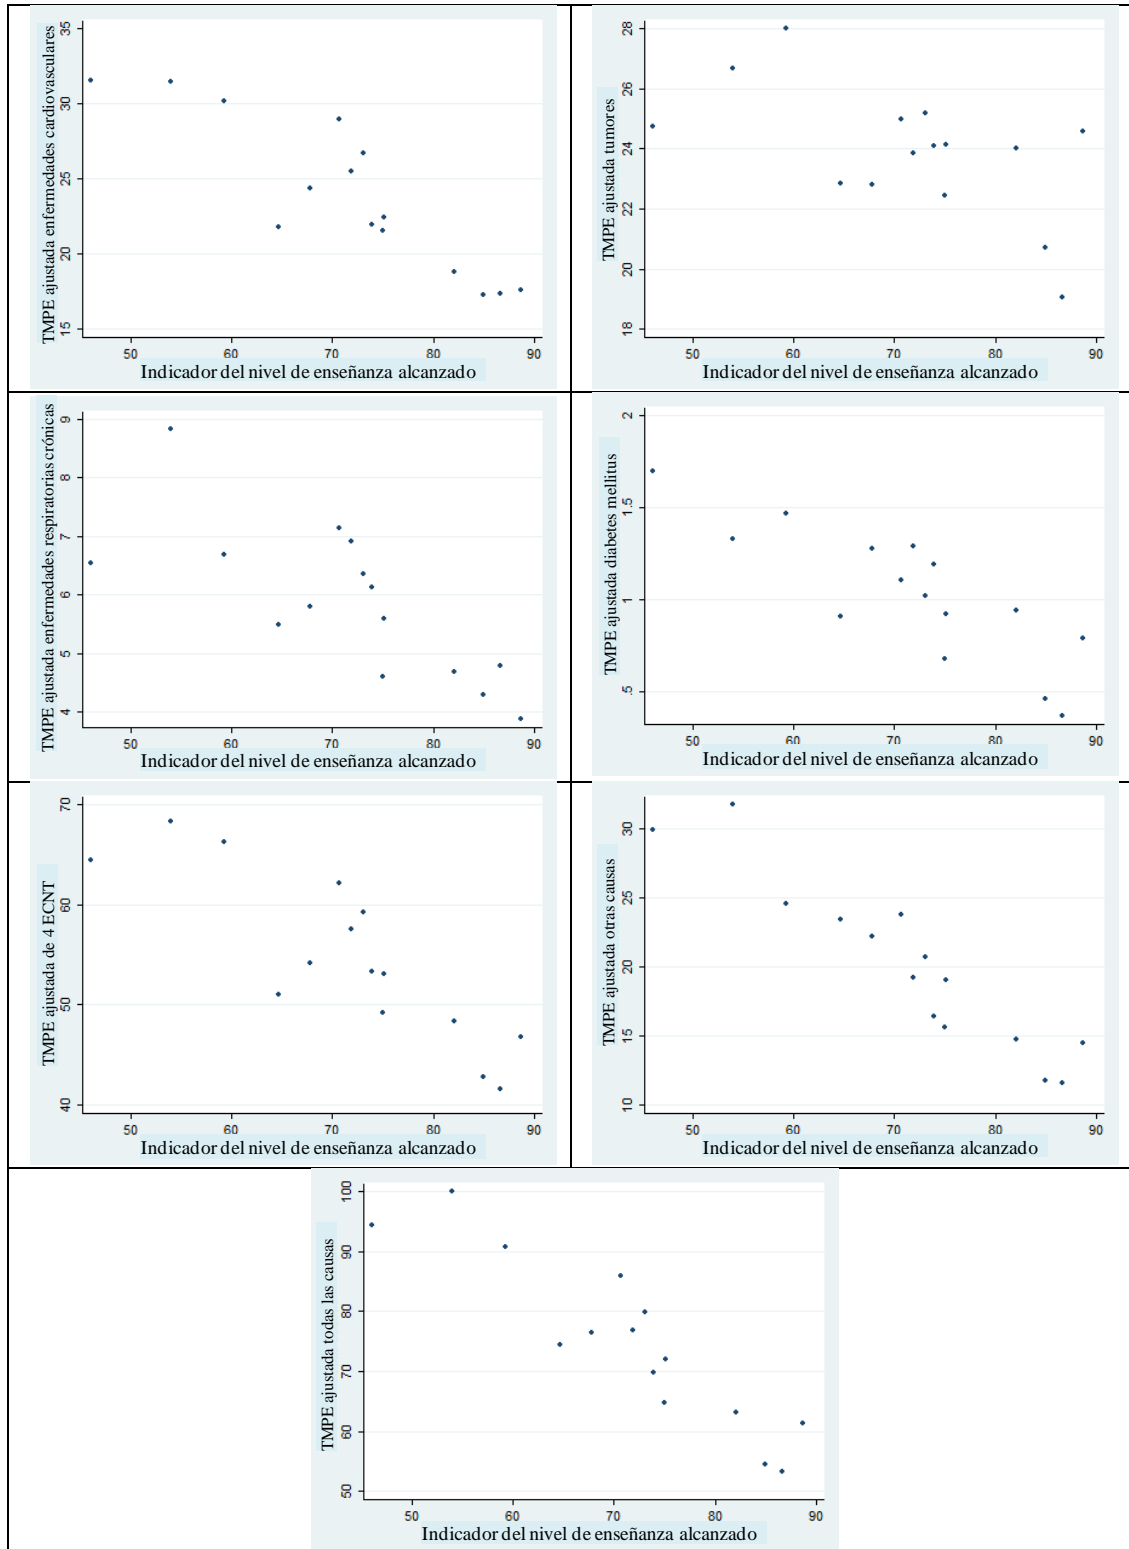 TMPE ajustada enfermedades cardiovasculares
35
30
25
20
15
50 60 70 80 90
Indicador del nivel de enseñanza alcanzado
TMPE ajustada tumores
28
26
24
22
20
18
50 60 70 80 90
Indicador del nivel de enseñanza alcanzado
TMPE ajustada enfermedades respiratorias crónicas
9
8
7
6
5
4
50 60 70 80 90
Indicador del nivel de enseñanza alcanzado
TMPE ajustada diabetes mellitus
2
1.5
1
.5
50 60 70 80 90
Indicador del nivel de enseñanza alcanzado
TMPE ajustada de 4 ECNT
70
60
50
40
50 60 70 80 90
Indicador del nivel de enseñanza alcanzado
TMPE ajustada otras causas
30
25
20
15
10
50 60 70 80 90
Indicador del nivel de enseñanza alcanzado
TMPE ajustada todas las causas
100
90
80
70
60
50
50 60 70 80 90
Indicador del nivel de enseñanza alcanzado